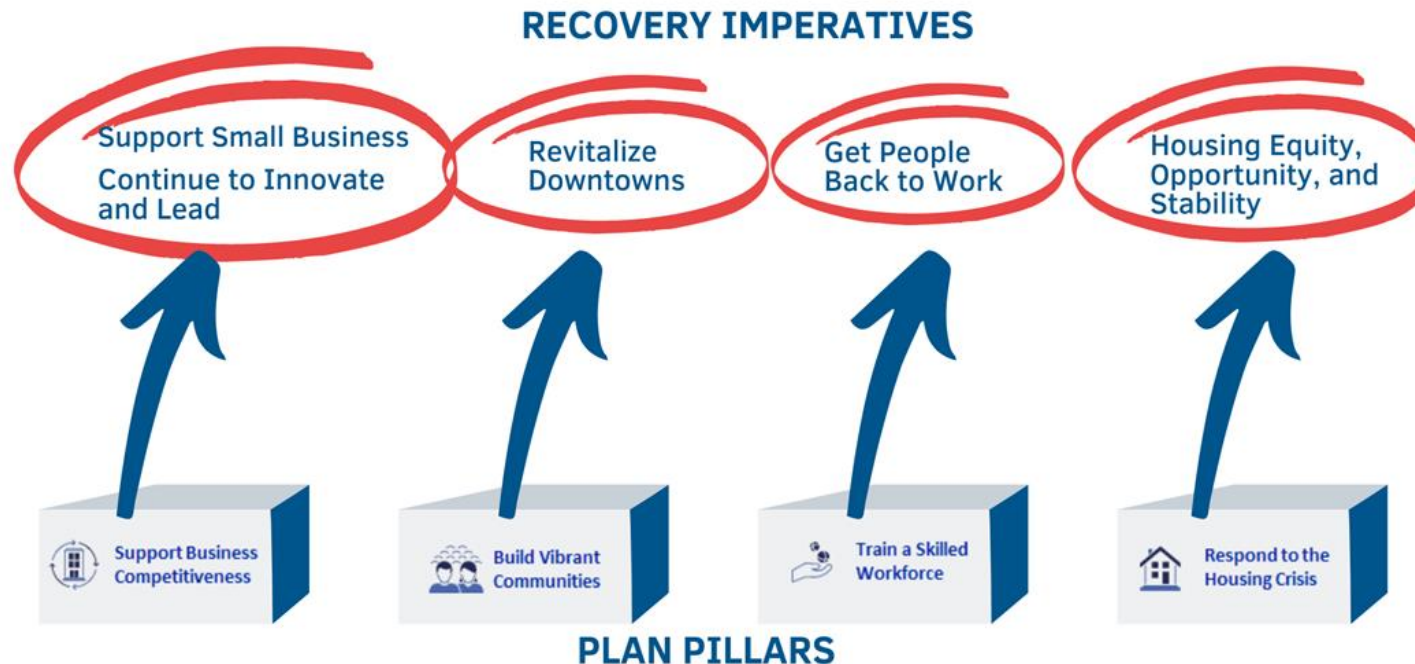 RECOVERY IMPERATIVES
Support Small Business
Continue to Innovate
and Lead
Revitalize
Downtowns
Get People
Back to Work
Housing Equity,
Opportunity, and
Stability
Support Business
Competitiveness
Build Vibrant
Communities
Train a Skilled
Workforce
Respond to the
Housing Crisis
PLAN PILLARS